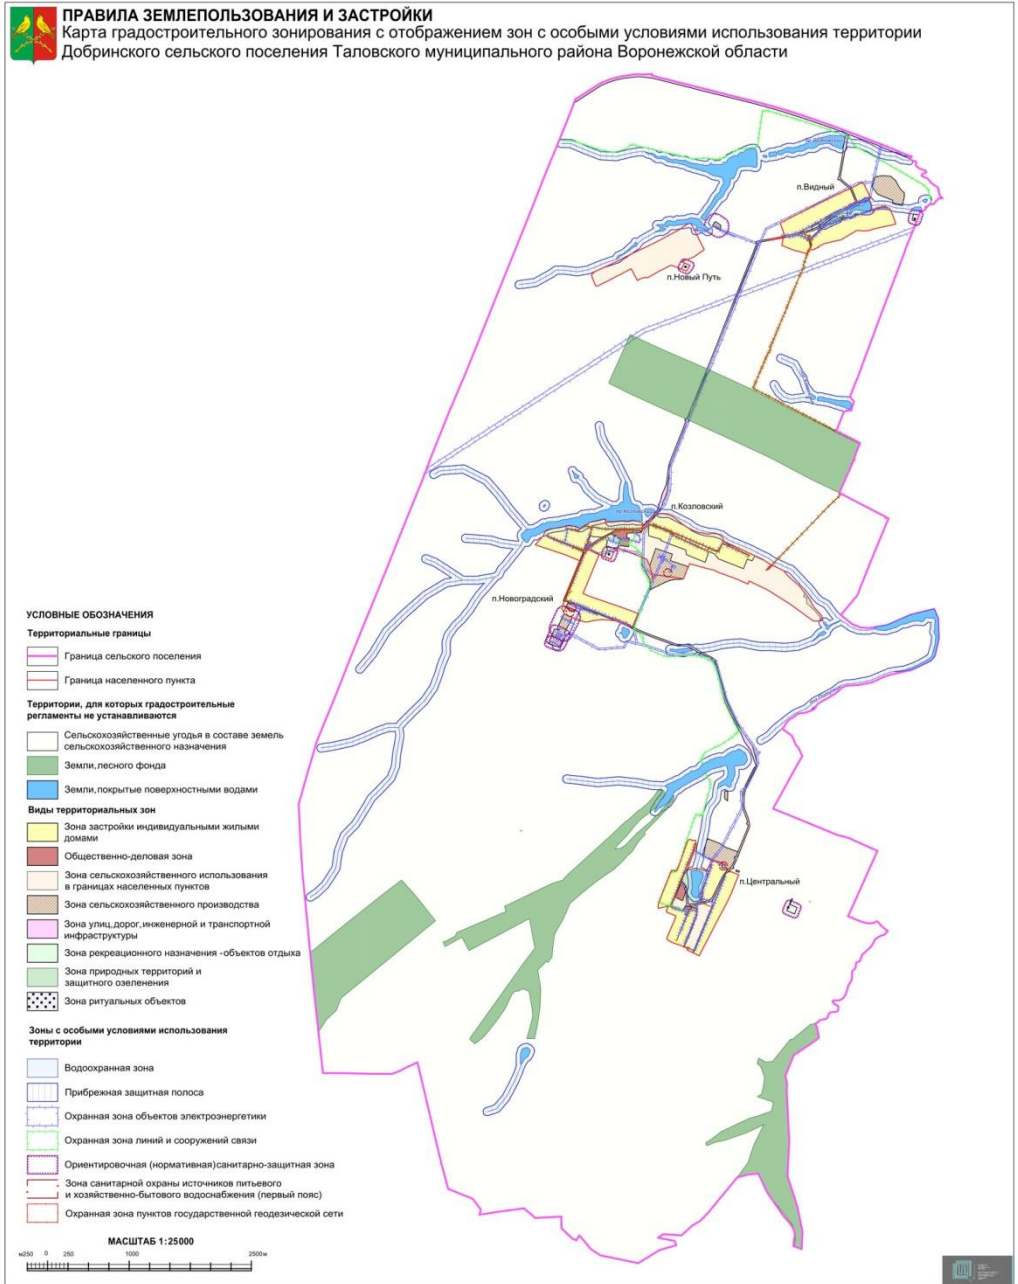 ПРАВИЛА ЗЕМЛЕПОЛЬЗОВАНИЯ И ЗАСТРОЙКИ
Карта градостроительного зонирования с отображением зон с особыми условиями использования территории
Добринского сельского поселения Таловского муниципального района Воронежской области
п.Видный
п.Новый Путь
п.Козловский
п.Новоградский
п.Центральный
УСЛОВНЫЕ ОБОЗНАЧЕНИЯ
Территориальные границы
Граница сельского поселения
Граница населенного пункта
Территории, для которых градостроительные
регламенты не устанавливаются
Сельскохозяйственные угодья в составе земель
сельскохозяйственного назначения
Земли,лесного фонда
Земли,покрытые поверхностными водами
Виды территориальных зон
Зона застройки индивидуальными жилыми
домами
Общественно-деловая зона
Зона сельскохозяйственного использования
в границах населенных пунктов
Зона сельскохозяйственного производства
Зона улиц,дорог,инженерной и транспортной
инфраструктуры
Зона рекреационного назначения -объектов отдыха
Зона природных территорий и
защитного озеленения
Зона ритуальных объектов
Зоны с особыми условиями использования
территории
Водоохранная зона
Прибрежная защитная полоса
Охранная зона объектов электроэнергетики
Охранная зона линий и сооружений связи
Ориентировочная (нормативная)санитарно-защитная зона
Зона санитарной охраны источников питьевого
и хозяйственно-бытового водоснабжения (первый пояс)
Охранная зона пунктов государственной геодезической сети
МАСШТАБ 1:25000
м250 0 250 1000 2500м